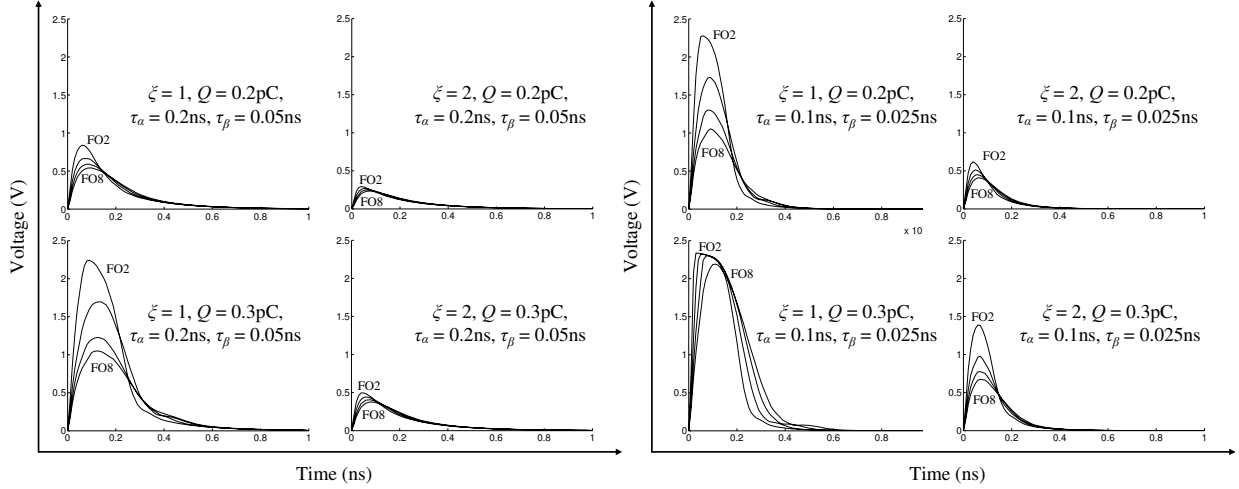 2.5
2
1.5
1
0.5
0
0 0.2 0.4 0.6 0.8 1
FO2
FO8
ξ = 1, Q = 0.2pC,
τα = 0.2ns, τβ = 0.05ns
2.5
2
1.5
1
0.5
0
0 0.2 0.4 0.6 0.8 1
FO2
FO8
ξ = 2, Q = 0.2pC,
τα = 0.2ns, τβ = 0.05ns
2.5
2
1.5
1
0.5
0
0 0.2 0.4 0.6 0.8 1
FO2
FO8
ξ = 1, Q = 0.3pC,
τα = 0.2ns, τβ = 0.05ns
2.5
2
1.5
1
0.5
0
0 0.2 0.4 0.6 0.8 1
FO2
FO8
ξ = 2, Q = 0.3pC,
τα = 0.2ns, τβ = 0.05ns
Voltage (V)
Time (ns)
2.5
2
1.5
1
0.5
0
0 0.2 0.4 0.6 0.8
x 10
FO2
FO8
ξ = 1, Q = 0.2pC,
τα = 0.1ns, τβ = 0.025ns
2.5
2
1.5
1
0.5
0
0 0.2 0.4 0.6 0.8 1
FO2
FO8
ξ = 2, Q = 0.2pC,
τα = 0.1ns, τβ = 0.025ns
2.5
2
1.5
1
0.5
0
0 0.2 0.4 0.6 0.8
FO2
FO8
ξ = 1, Q = 0.3pC,
τα = 0.1ns, τβ = 0.025ns
2.5
2
1.5
1
0.5
0
0 0.2 0.4 0.6 0.8 1
FO2
FO8
ξ = 2, Q = 0.3pC,
τα = 0.1ns, τβ = 0.025ns
Voltage (V)
Time (ns)